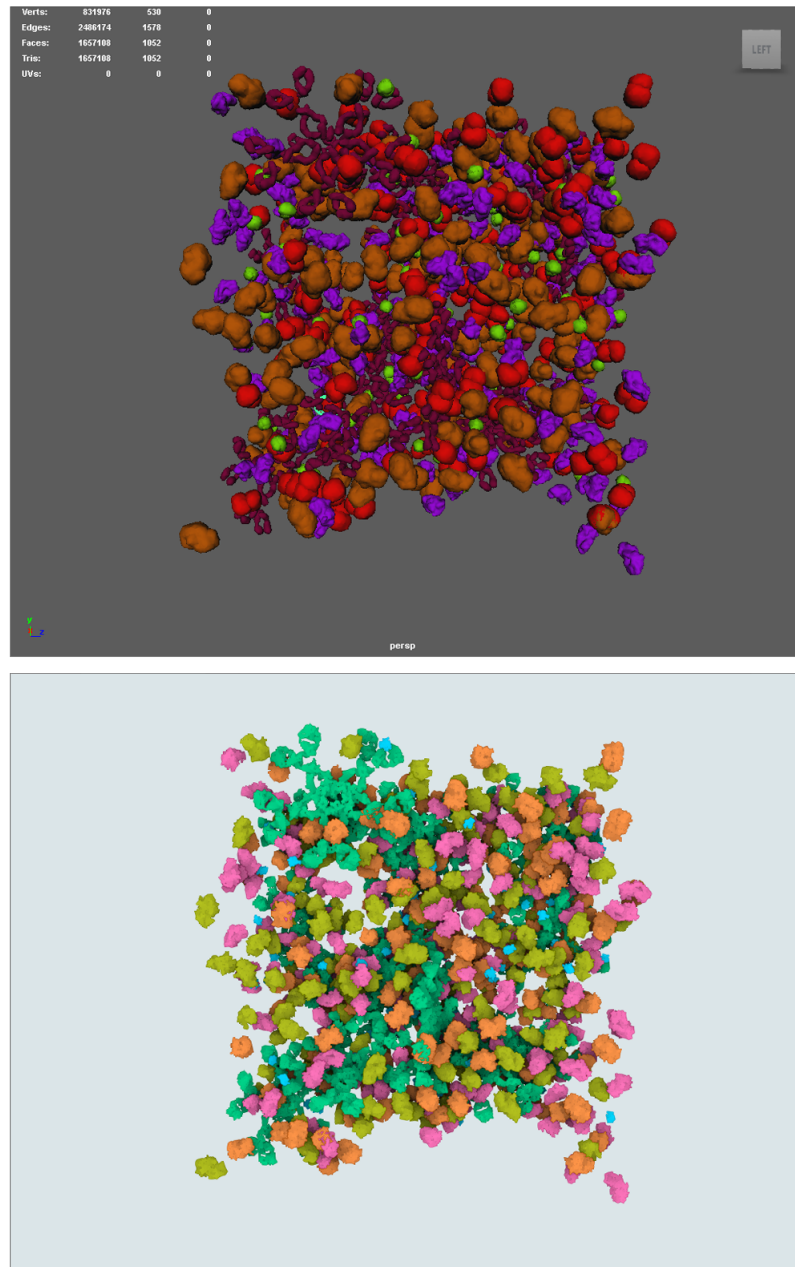 Verts: 831976 530 0
Edges: 2486174 1578 0
Faces: 1657108 1052 0
Tris: 1657108 1052 0
UVs: 0 0 0
LEFT
y
z
persp